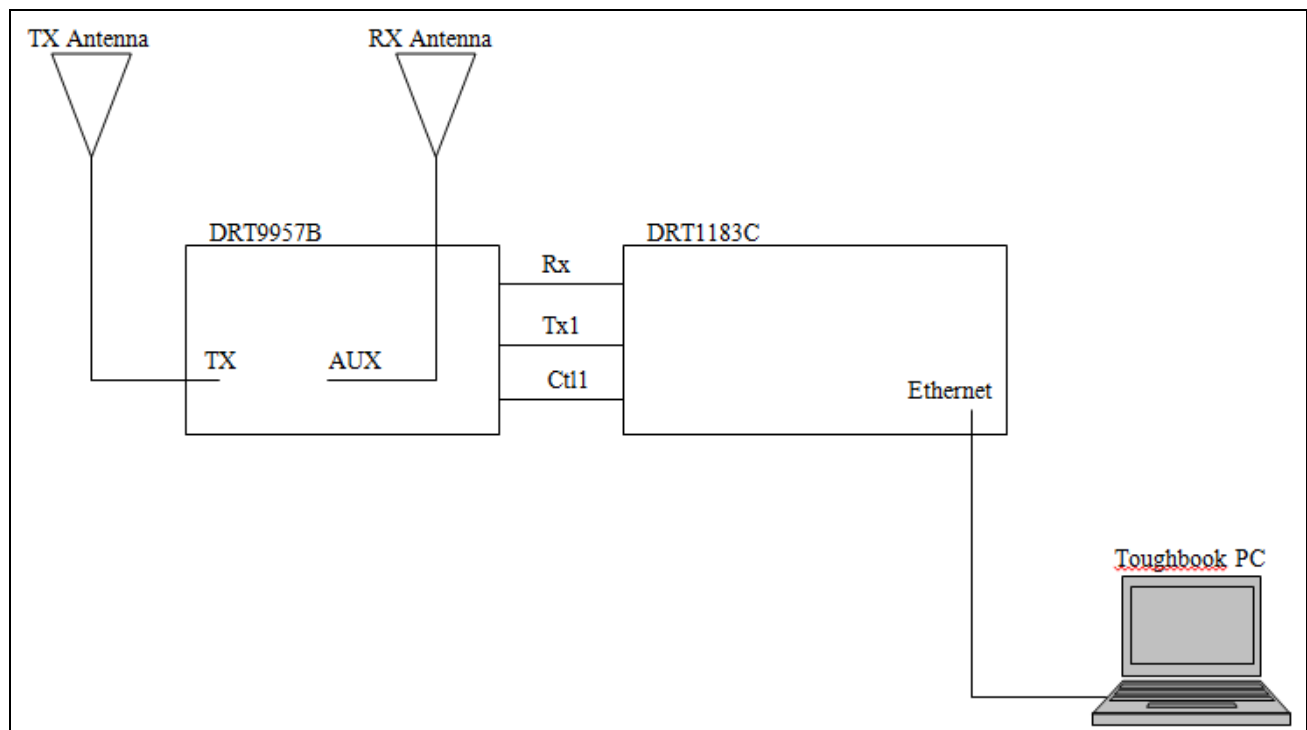 TX Antenna
RX Antenna
DRT9957B
DRT1183C
Rx
Tx1
TX
AUX
Ctl1
Ethernet
Toughbook PC